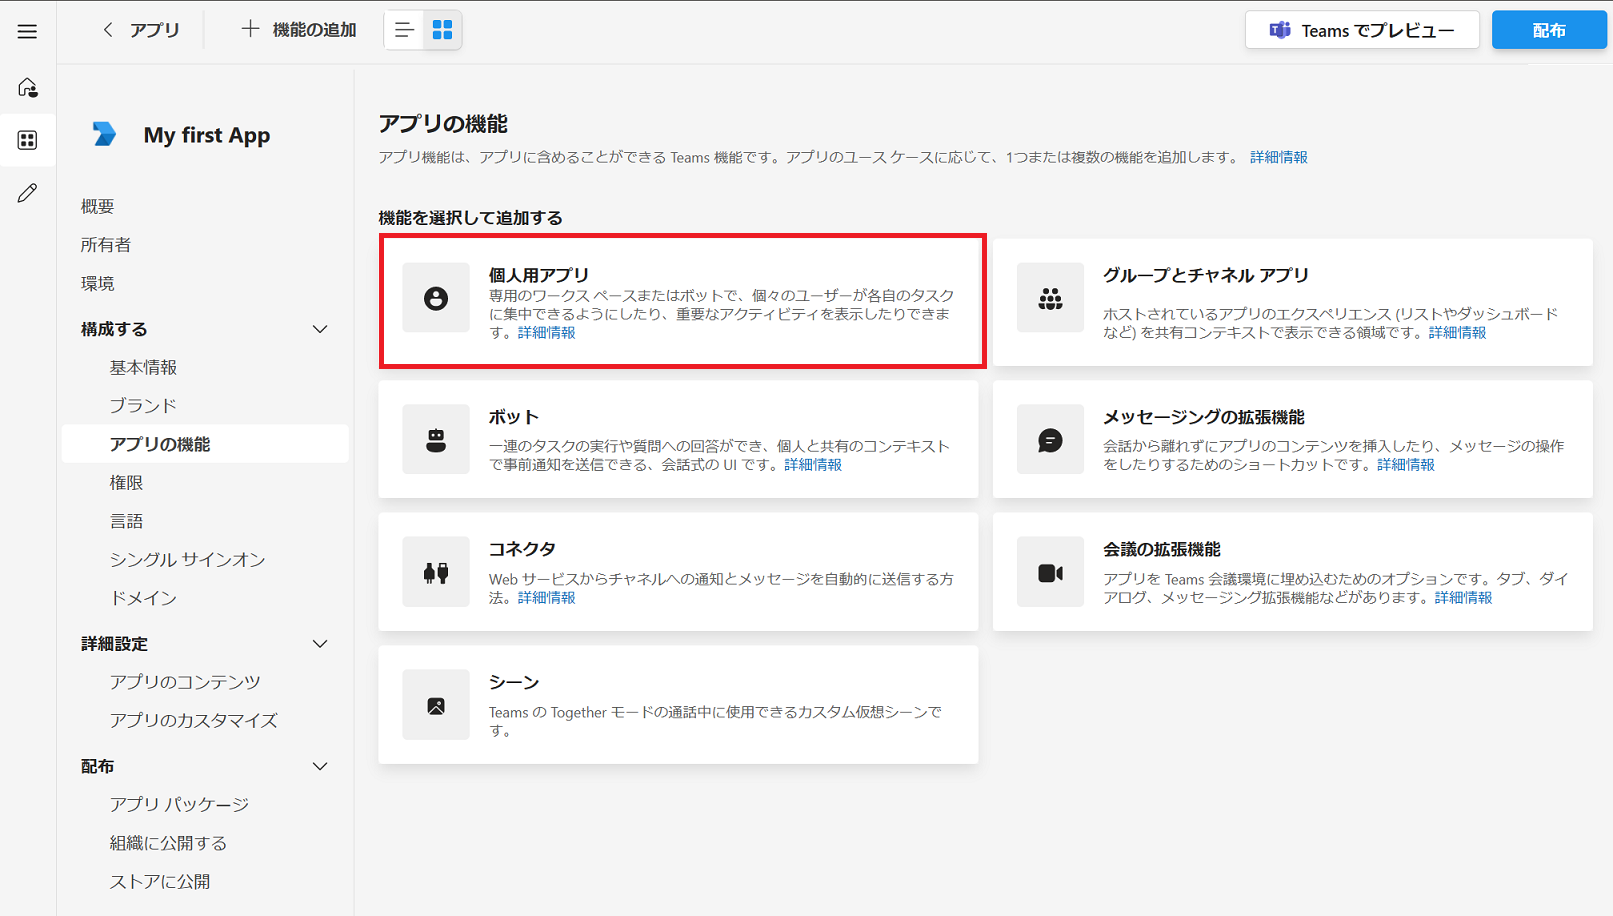 アプリ
機能の追加
Teams でプレビュー
配布
My first App
概要
所有者
環境
構成する
基本情報
ブランド
アプリの機能
権限
言語
シングル サインオン
ドメイン
詳細設定
アプリのコンテンツ
アプリのカスタマイズ
配布
アプリ パッケージ
組織に公開する
ストアに公開
アプリの機能
アプリ機能は、アプリに含めることができる Teams 機能です。アプリのユース ケースに応じて、1つまたは複数の機能を追加します。 詳細情報
機能を選択して追加する
個人用アプリ
専用のワークス ペースまたはボットで、個々のユーザーが各自のタスク
に集中できるようにしたり、重要なアクティビティを表示したりできま
す。詳細情報
グループとチャネル アプリ
ホストされているアプリのエクスペリエンス (リストやダッシュボード
など) を共有コンテキストで表示できる領域です。詳細情報
ボット
一連のタスクの実行や質問への回答ができ、個人と共有のコンテキスト
で事前通知を送信できる、会話式の UI です。詳細情報
メッセージングの拡張機能
会話から離れずにアプリのコンテンツを挿入したり、メッセージの操作
をしたりするためのショートカットです。詳細情報
コネクタ
Web サービスからチャネルへの通知とメッセージを自動的に送信する方
法。詳細情報
会議の拡張機能
アプリを Teams 会議環境に埋め込むためのオプションです。タブ、ダイ
アログ、メッセージング拡張機能などがあります。詳細情報
シーン
Teams の Together モードの通話中に使用できるカスタム仮想シーンで
す。